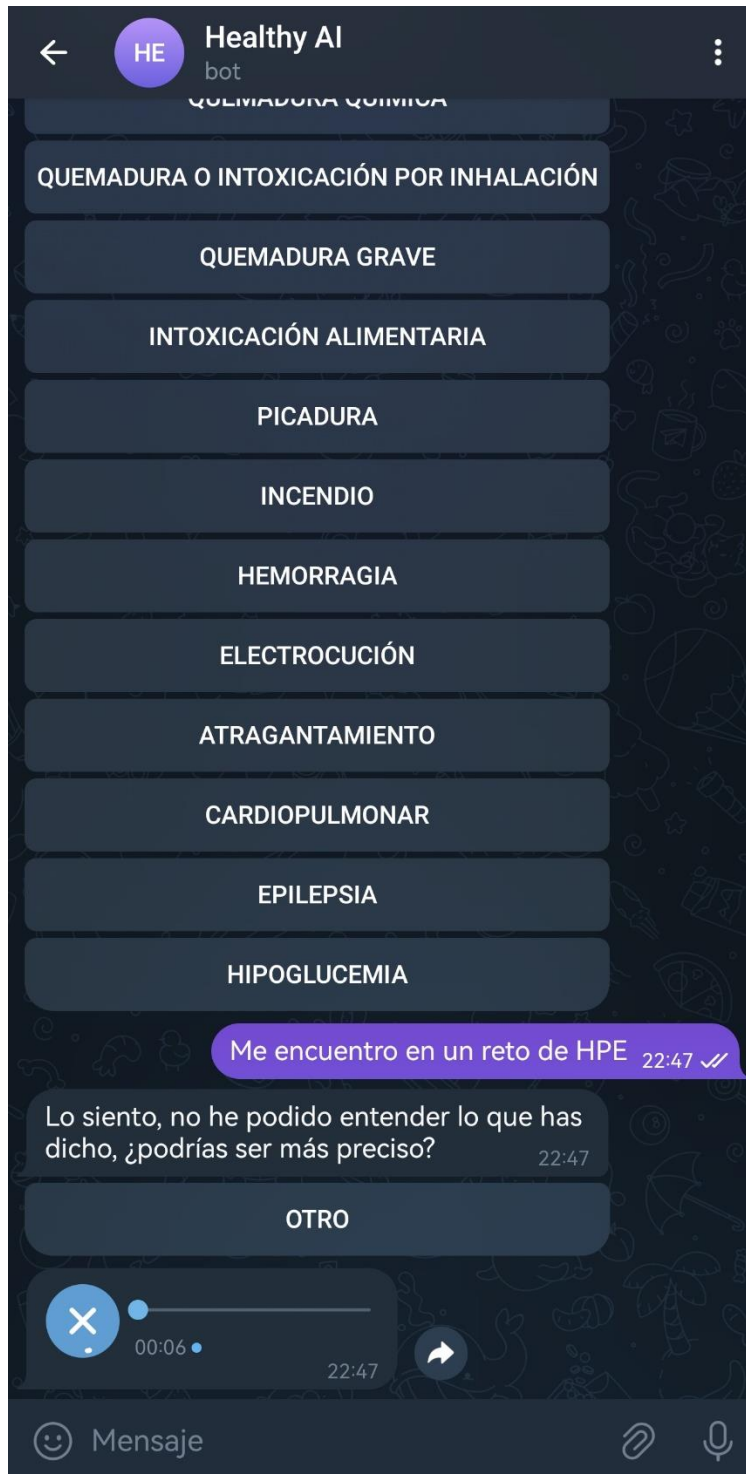 HE
Healthy AI
bot
QUEMADURA QUÍMICA
QUEMADURA O INTOXICACIÓN POR INHALACIÓN
QUEMADURA GRAVE
INTOXICACIÓN ALIMENTARIA
PICADURA
INCENDIO
HEMORRAGIA
ELECTROCUCIÓN
ATRAGANTAMIENTO
CARDIOPULMONAR
EPILEPSIA
HIPOGLUCEMIA
Me encuentro en un reto de HPE 22:47
Lo siento, no he podido entender lo que has
dicho, ¿podrías ser más preciso? 22:47
OTRO
00:06
22:47
Mensaje